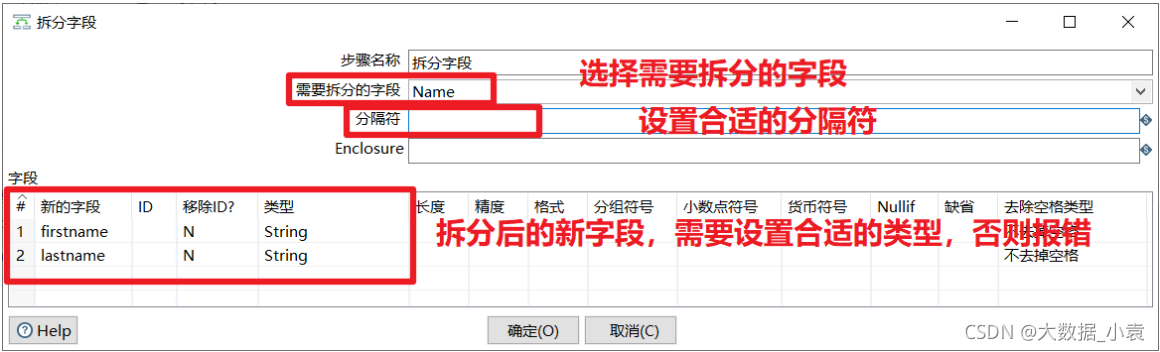 拆分字段
步骤名称 拆分字段
选择需要拆分的字段
需要拆分的字段 Name
分隔符
设置合适的分隔符
Enclosure
字段
# 新的字段 ID 移除ID? 类型 长度 精度 格式 分组符号 小数点符号 货币符号 Nullif 缺省 去除空格类型
1 firstname N String 不去掉空格
拆分后的新字段，需要设置合适的类型，否则报错
2 lastname N String 不去掉空格
Help 确定(O) 取消(C)
CSDN @大数据_小袁